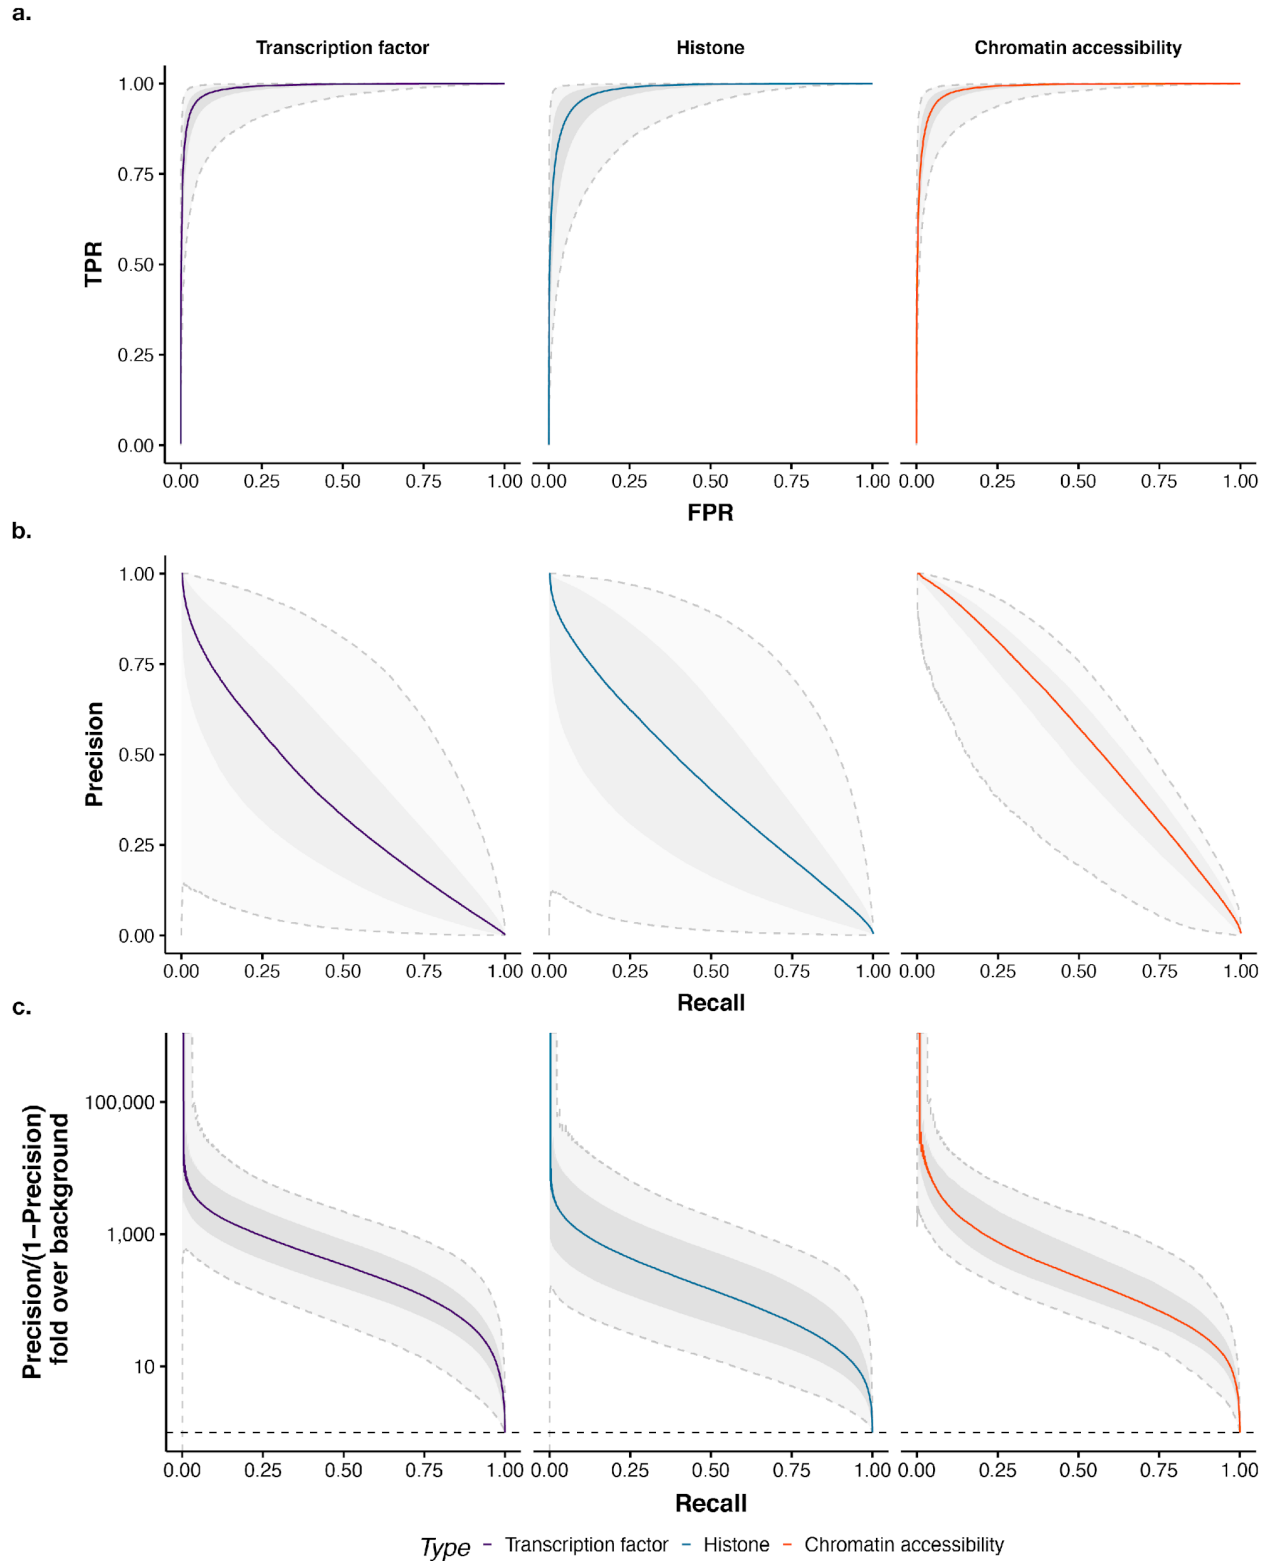 a.
Transcription factor
Histone
Chromatin accessibility
1.00
0.75
0.50
0.25
0.00
TPR
0.00 0.25 0.50 0.75 1.00
0.00 0.25 0.50 0.75 1.00
0.00 0.25 0.50 0.75 1.00
FPR
b.
1.00
0.75
0.50
0.25
0.00
Precision
0.00 0.25 0.50 0.75 1.00
0.00 0.25 0.50 0.75 1.00
0.00 0.25 0.50 0.75 1.00
Recall
c.
100,000
1,000
10
Precision/(1−Precision)
fold over background
0.00 0.25 0.50 0.75 1.00
0.00 0.25 0.50 0.75 1.00
0.00 0.25 0.50 0.75 1.00
Recall
Type Transcription factor Histone Chromatin accessibility